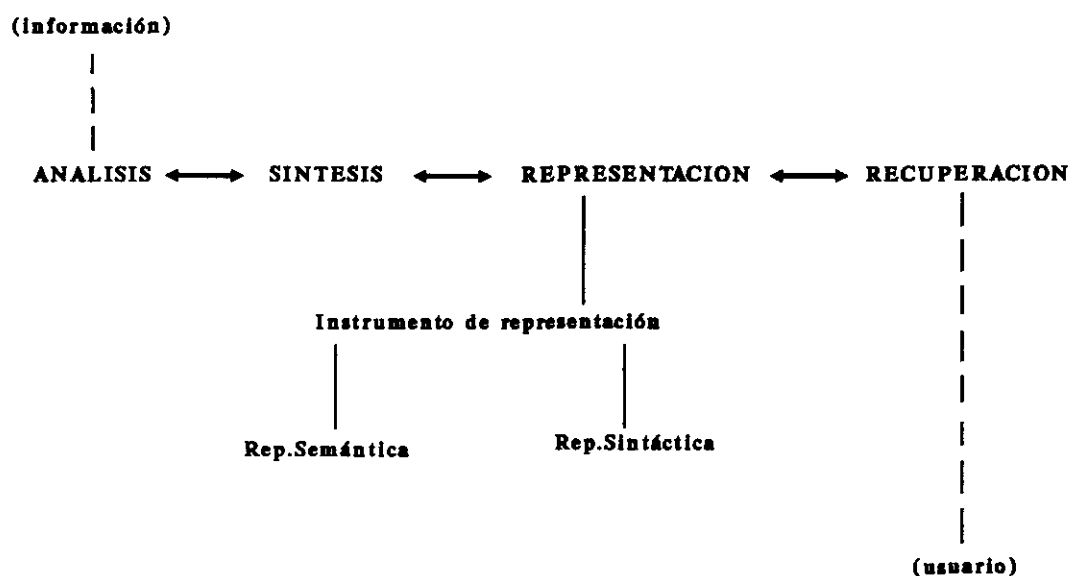 (información)
ANALISIS SINTESIS REPRESENTACION RECUPERACION
Instrumento de representación
Rep.Semántica Rep.Sintáctica
(usuario)